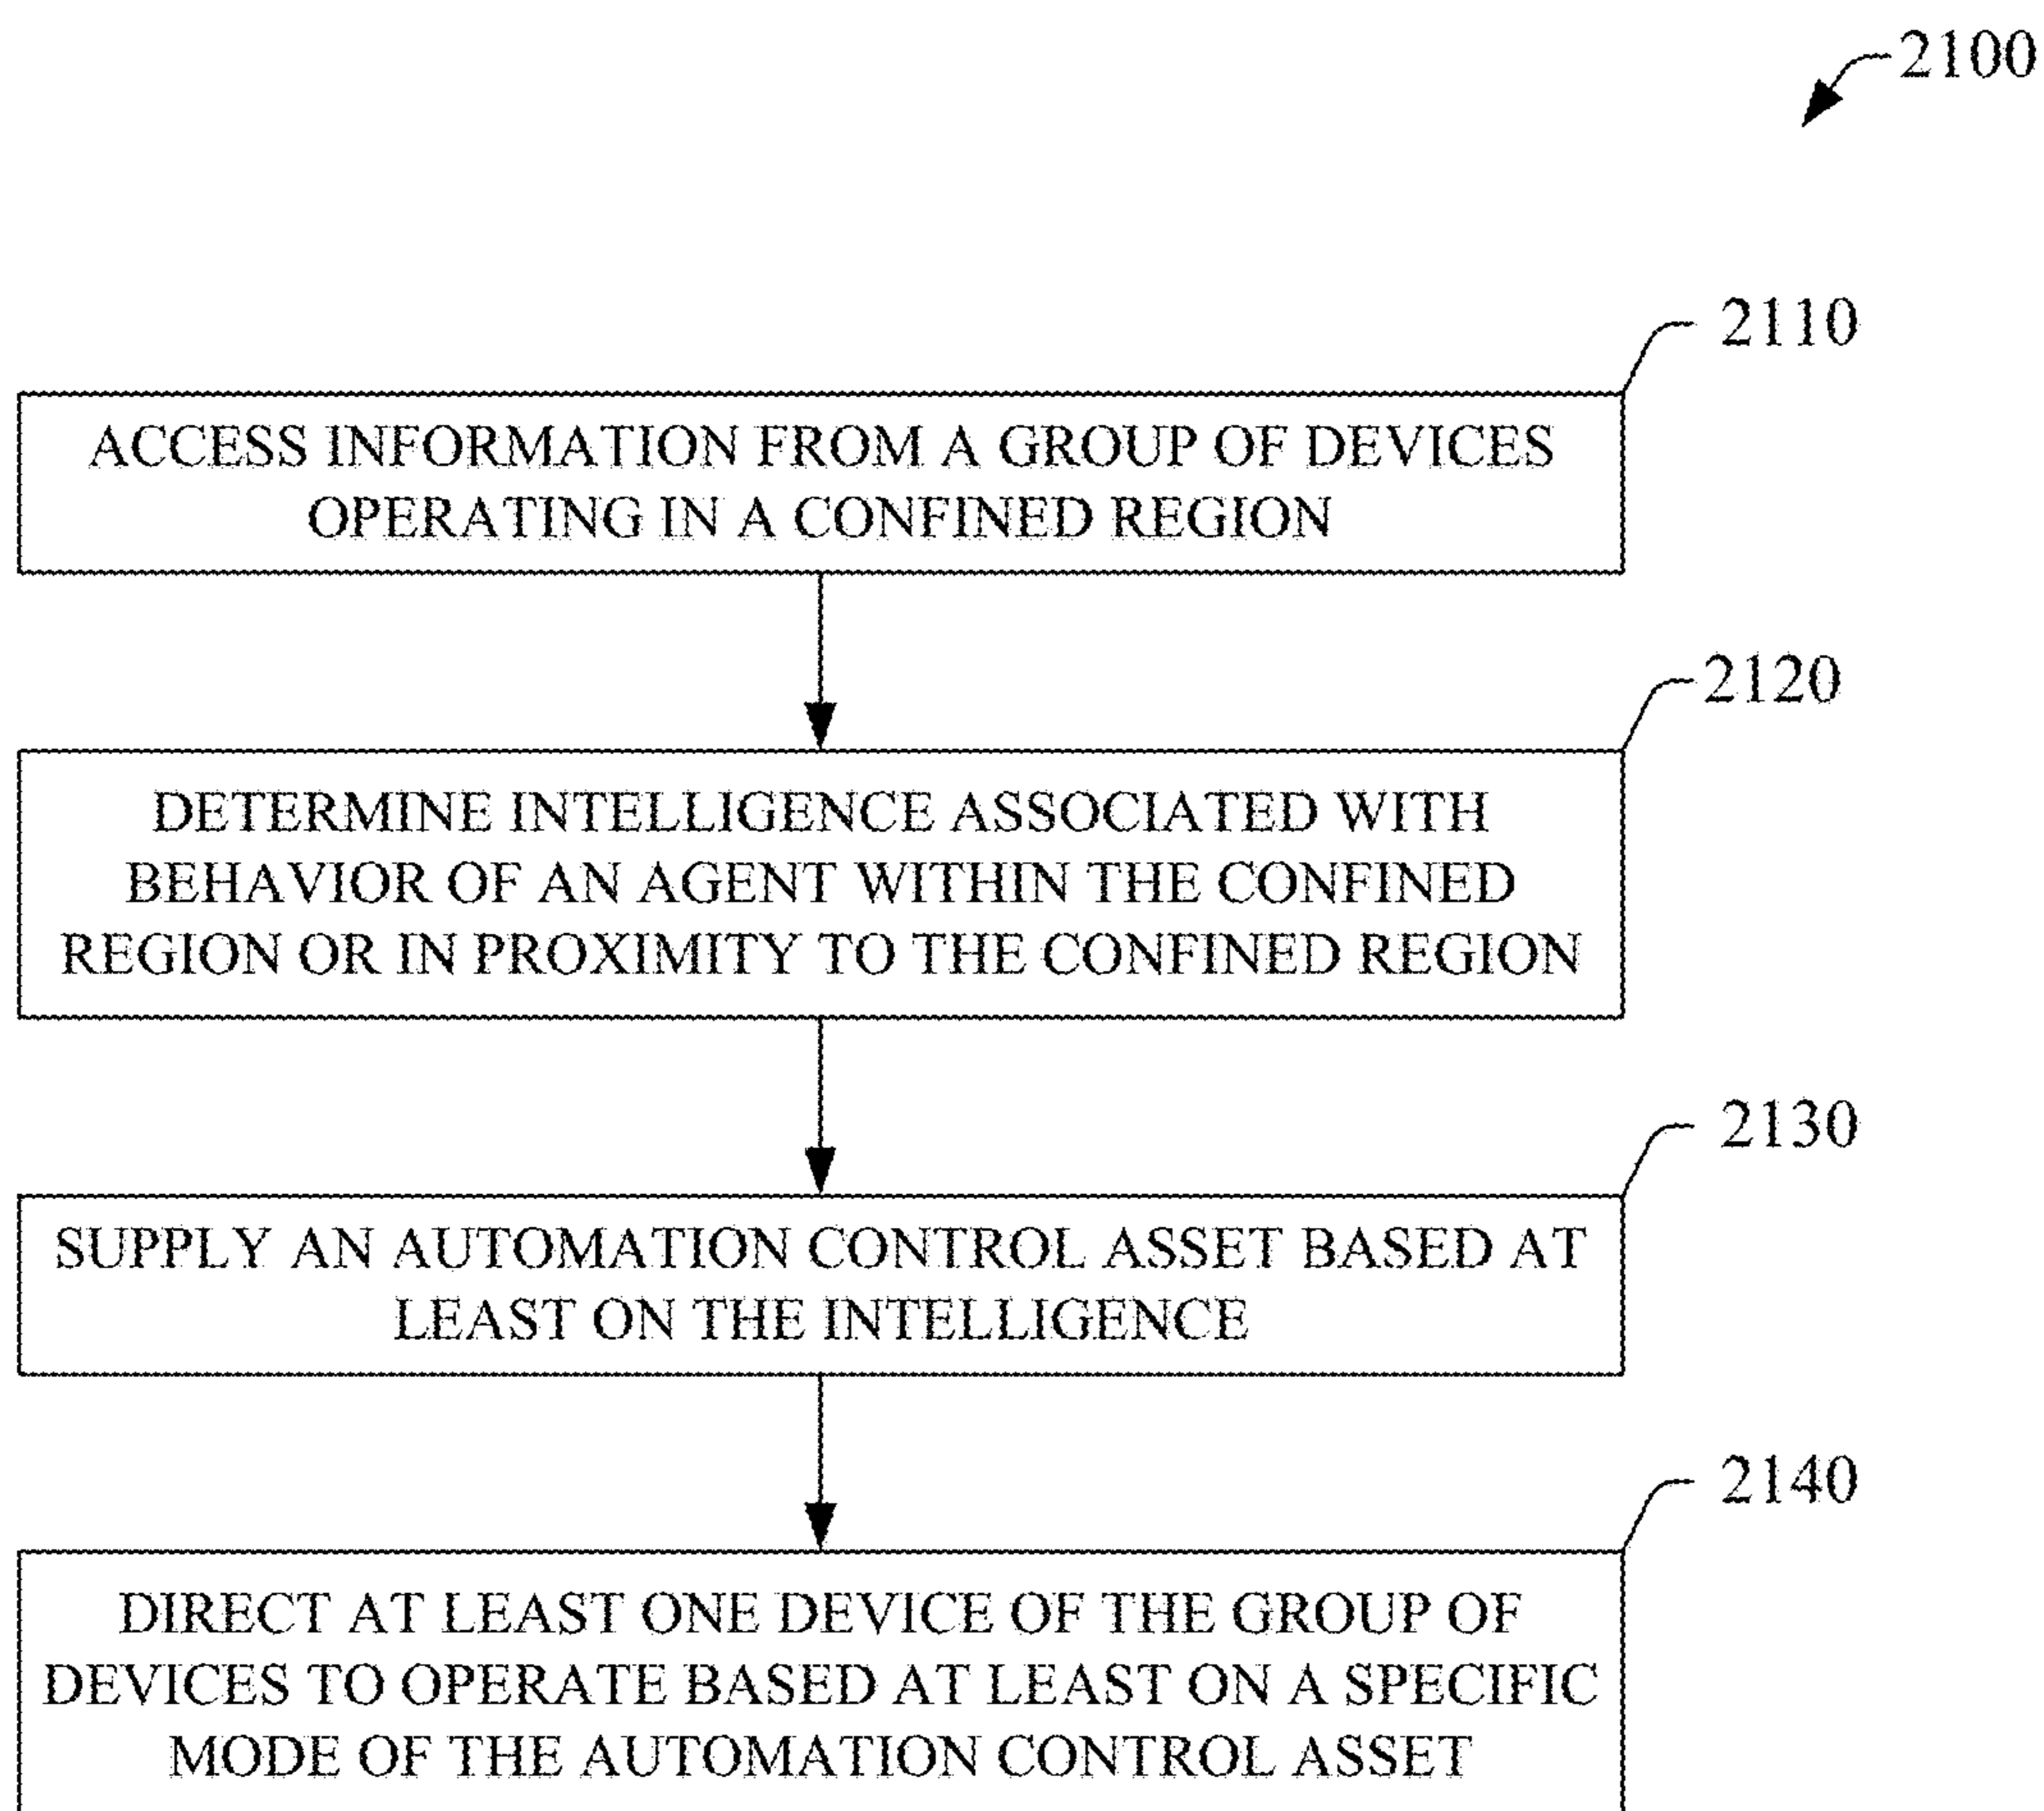 2100
2110
ACCESS INFORMATION FROM A GROUP OF DEVICES
OPERATING IN A CONFINED REGION
2120
DETERMINE INTELLIGENCE ASSOCIATED WITH
BEHAVIOR OF AN AGENT WITHIN THE CONFINED
REGION OR IN PROXIMITY TO THE CONFINED REGION
2130
SUPPLY AN AUTOMATION CONTROL ASSET BASED AT
LEAST ON THE INTELLIGENCE
2140
DIRECT AT LEAST ONE DEVICE OF THE GROUP OF
DEVICES TO OPERATE BASED AT LEAST ON A SPECIFIC
MODE OF THE AUTOMATION CONTROL ASSET